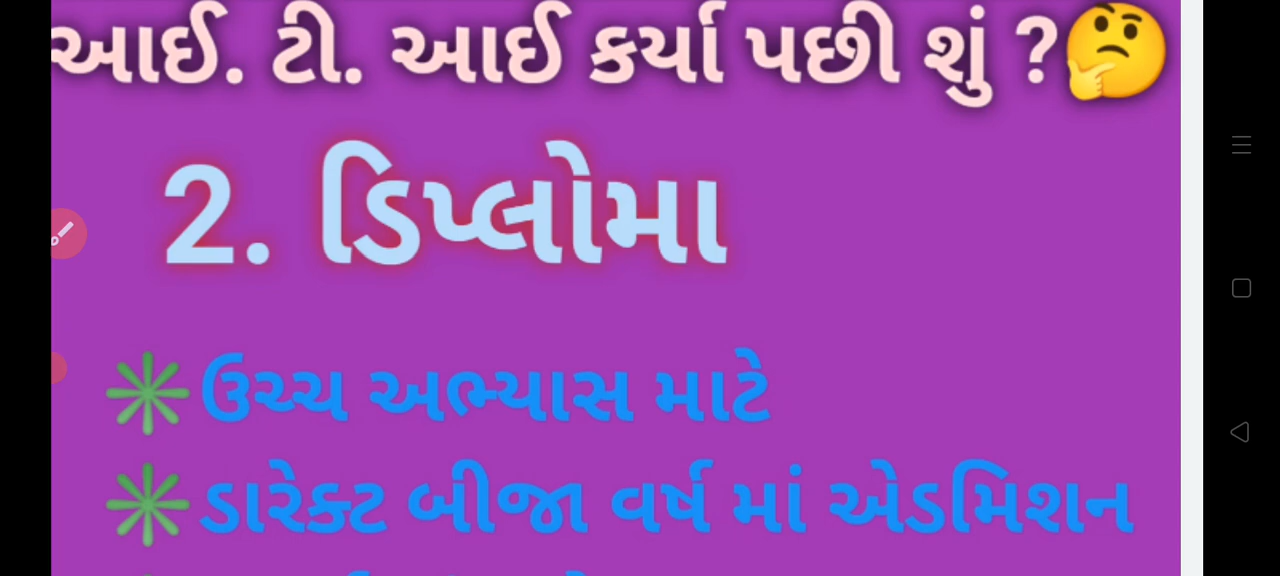 આઈ. ટી. આઈ કર્યા પછી શું ?🤔
2. ડિપ્લોમા
✳️ઉચ્ચ અભ્યાસ માટે
✳️ડારેક્ટ બીજા વર્ષ માં એડમિશન